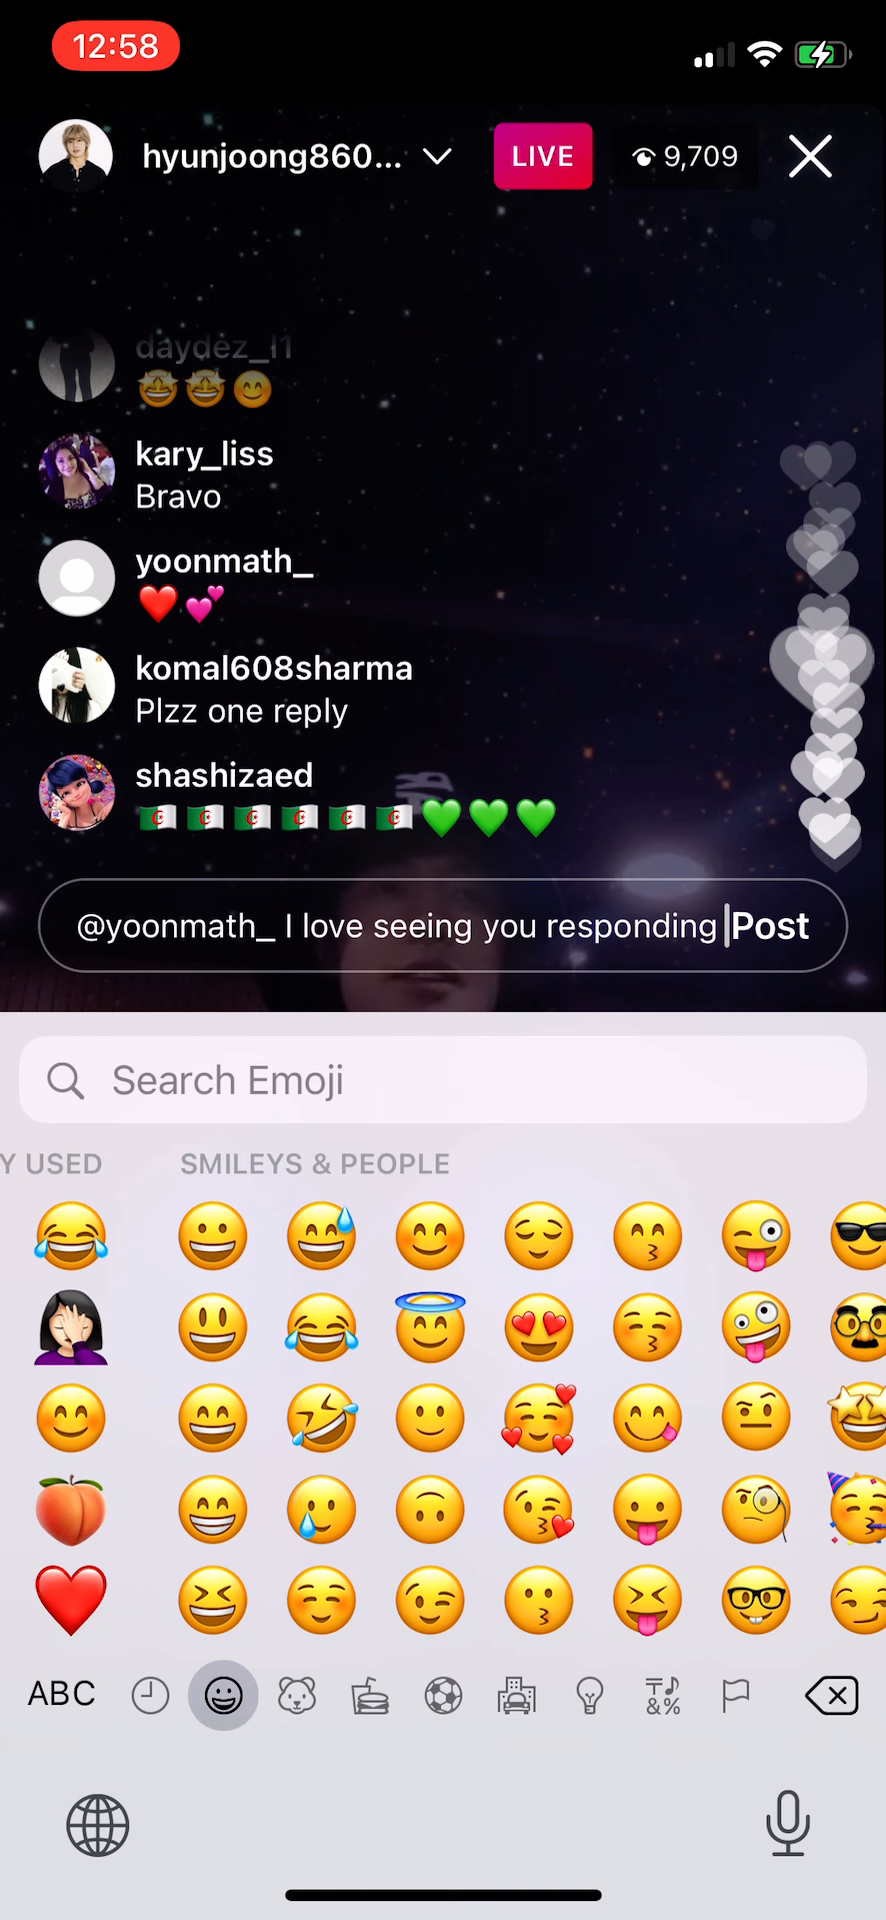 12:58
hyunjoong860...
LIVE
9,709
daydez_l1
🤩🤩😊
kary_liss
Bravo
yoonmath_
❤️💕
komal608sharma
Plzz one reply
shashizaed
🇩🇿🇩🇿🇩🇿🇩🇿🇩🇿🇩🇿💚💚💚
@yoonmath_ I love seeing you responding Post
Search Emoji
Y USED SMILEYS & PEOPLE
ABC
&%